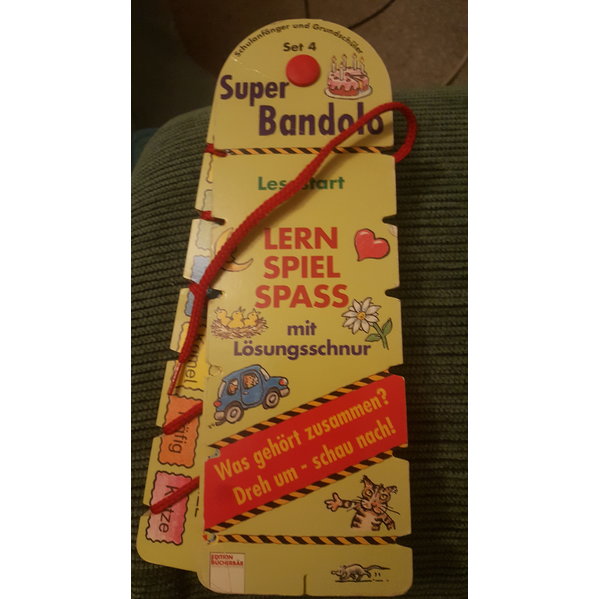 Schulanfänger und Grundschüler
Set 4
Super
Bandolo
LERN
SPIEL
SPASS
mit
Lösungsschnur
Was gehört zusammen?
Dreh um - schau nach!
EDITION
BÜCHERBÄR